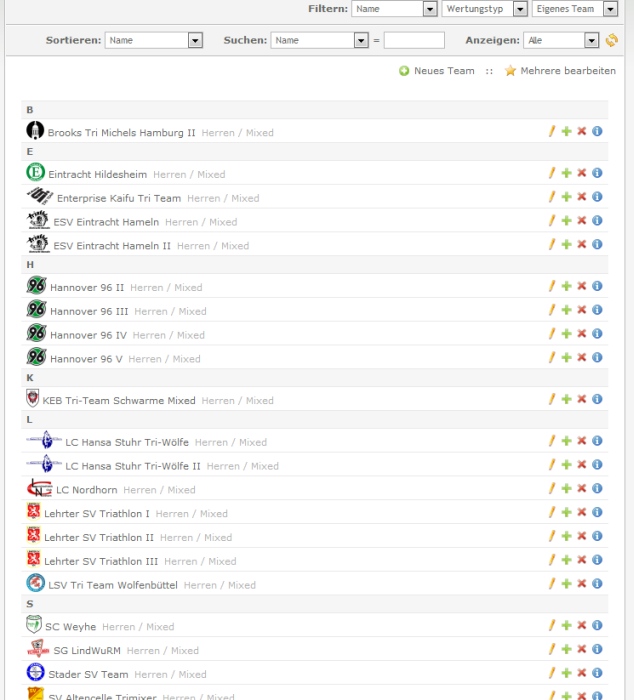 Filtern: Name Wertungstyp Eigenes Team
Sortieren: Name Suchen: Name = Anzeigen: Alle
Neues Team :: Mehrere bearbeiten
B
Brooks Tri Michels Hamburg II Herren / Mixed
E
Eintracht Hildesheim Herren / Mixed
Enterprise Kaifu Tri Team Herren / Mixed
ESV Eintracht Hameln Herren / Mixed
ESV Eintracht Hameln II Herren / Mixed
H
Hannover 96 II Herren / Mixed
Hannover 96 III Herren / Mixed
Hannover 96 IV Herren / Mixed
Hannover 96 V Herren / Mixed
K
KEB Tri-Team Schwarme Mixed Herren / Mixed
L
LC Hansa Stuhr Tri-Wölfe Herren / Mixed
LC Hansa Stuhr Tri-Wölfe II Herren / Mixed
LC Nordhorn Herren / Mixed
Lehrter SV Triathlon I Herren / Mixed
Lehrter SV Triathlon II Herren / Mixed
Lehrter SV Triathlon III Herren / Mixed
LSV Tri Team Wolfenbüttel Herren / Mixed
S
SC Weyhe Herren / Mixed
SG LindWuRM Herren / Mixed
Stader SV Team Herren / Mixed
SV Altencelle Trimixer Herren / Mixed